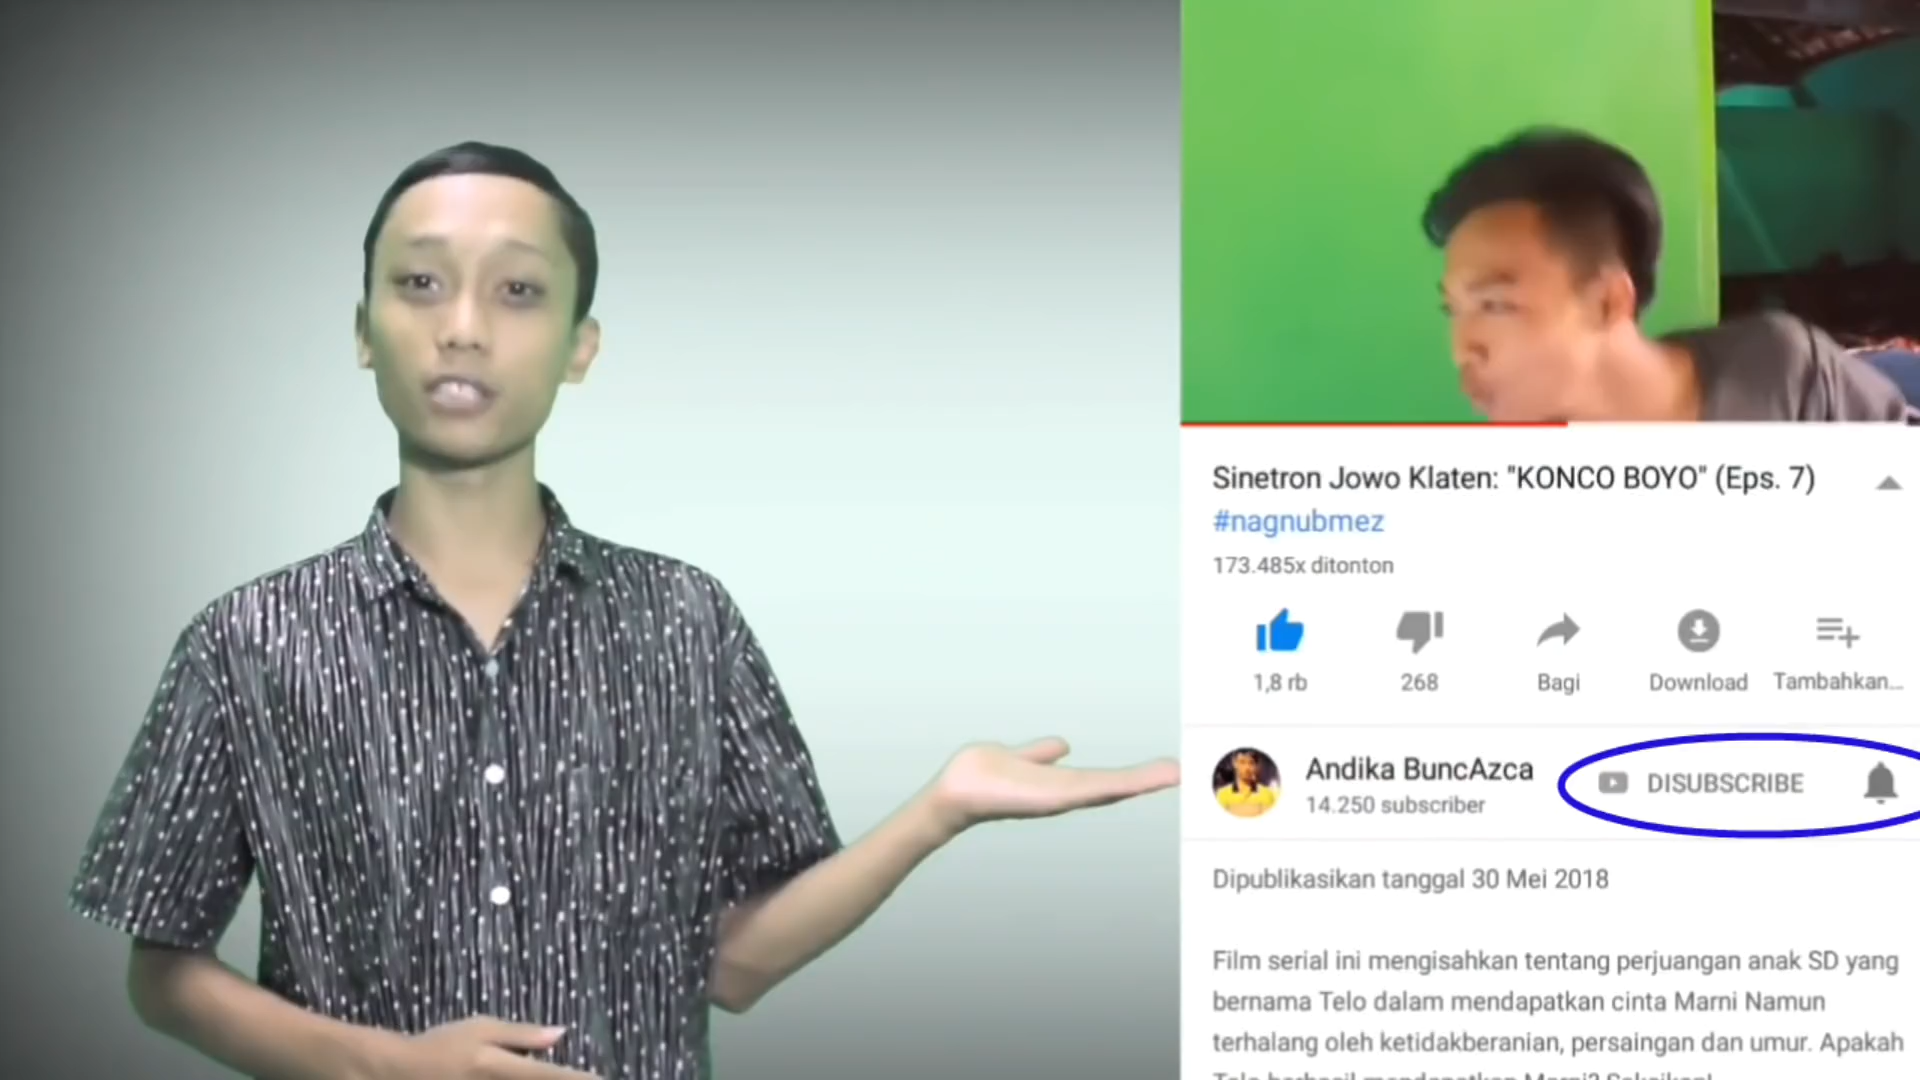 Sinetron Jowo Klaten: "KONCO BOYO" (Eps. 7)
#nagnubmez
173.485x ditonton
1,8 rb
268
Bagi
Download
Tambahkan...
Andika BuncAzca
14.250 subscriber
DISUBSCRIBE
Dipublikasikan tanggal 30 Mei 2018
Film serial ini mengisahkan tentang perjuangan anak SD yang
bernama Telo dalam mendapatkan cinta Marni Namun
terhalang oleh ketidakberanian, persaingan dan umur. Apakah